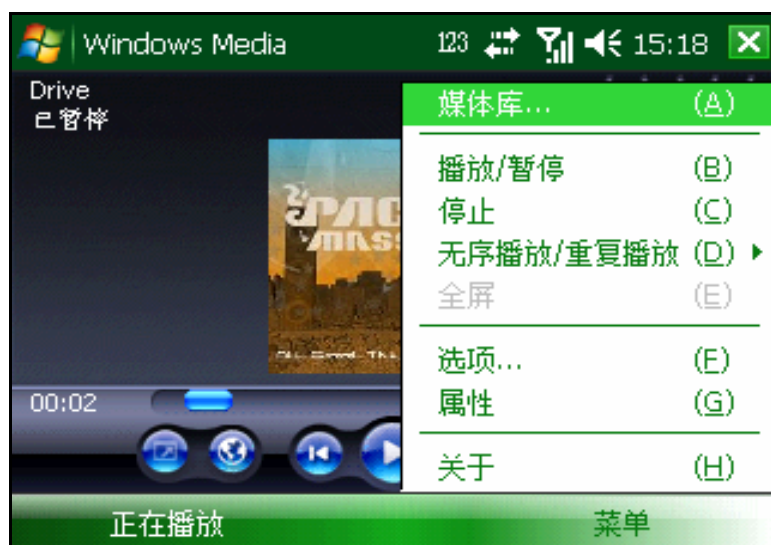 Windows Media
123
15:18
Drive
已暂停
媒体库... (A)
播放/暂停 (B)
停止 (C)
无序播放/重复播放 (D)
全屏 (E)
选项... (F)
属性 (G)
关于 (H)
SPAC
MASS
00:02
正在播放
菜单